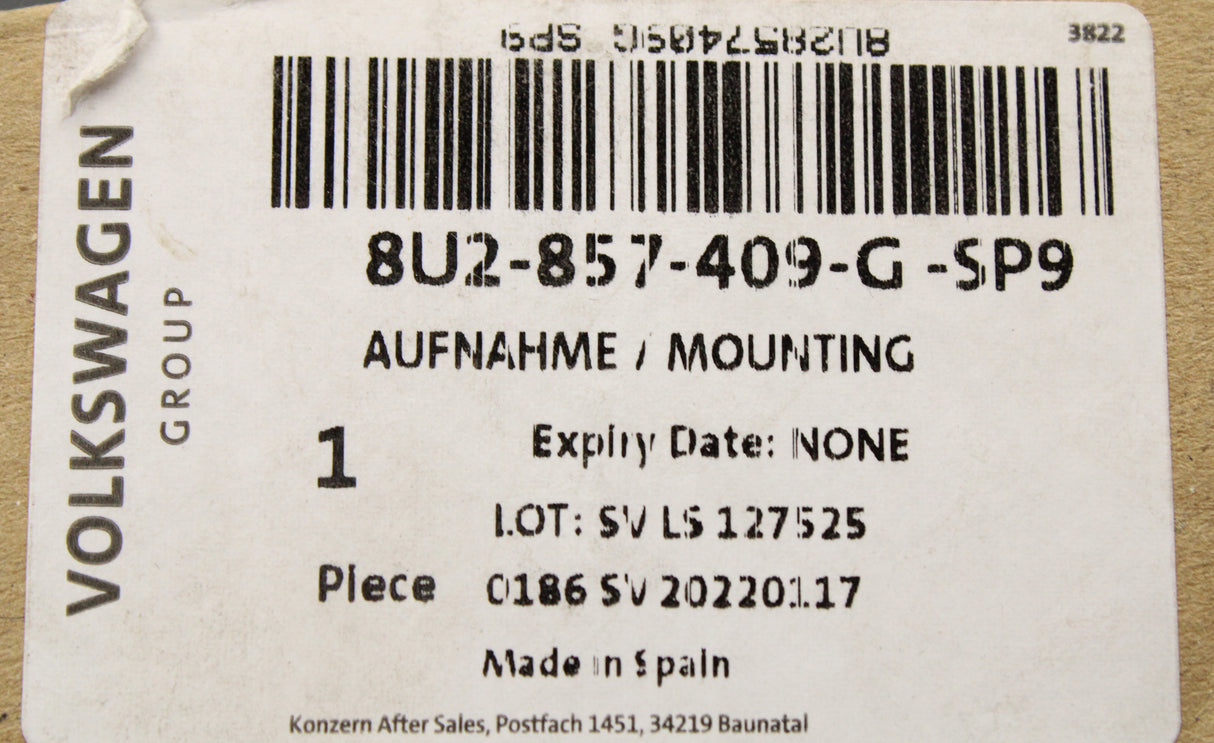 8U2857409G SP9
3822
8U2-857-409-G -SP9
AUFNAHME / MOUNTING
1
Expiry Date: NONE
LOT: SV LS 127525
Piece
0186 SV 20220117
Made in Spain
Konzern After Sales, Postfach 1451, 34219 Baunatal
VOLKSWAGEN
GROUP